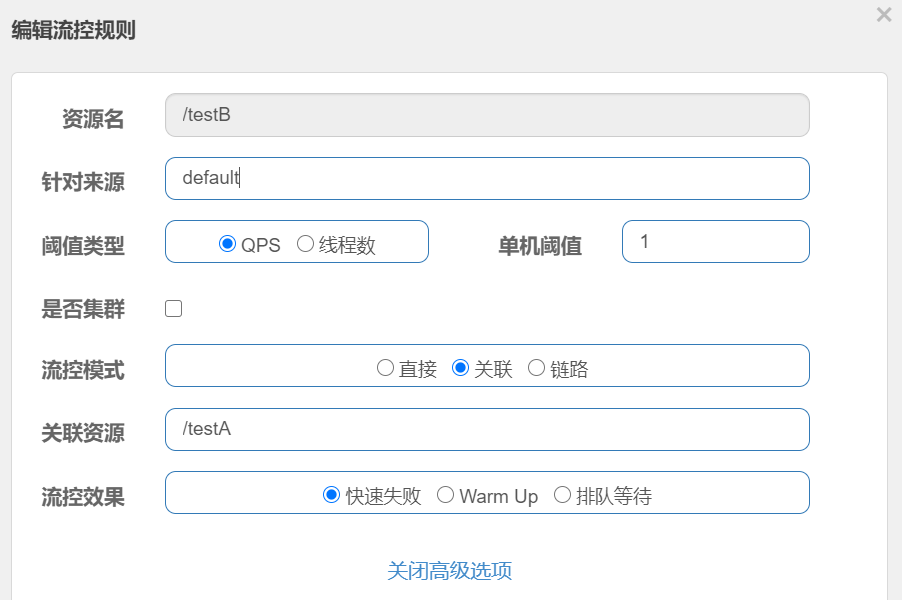 编辑流控规则 ×
资源名 /testB
针对来源 default
阈值类型 QPS 线程数 单机阈值 1
是否集群
流控模式 直接 关联 链路
关联资源 /testA
流控效果 快速失败 Warm Up 排队等待
关闭高级选项